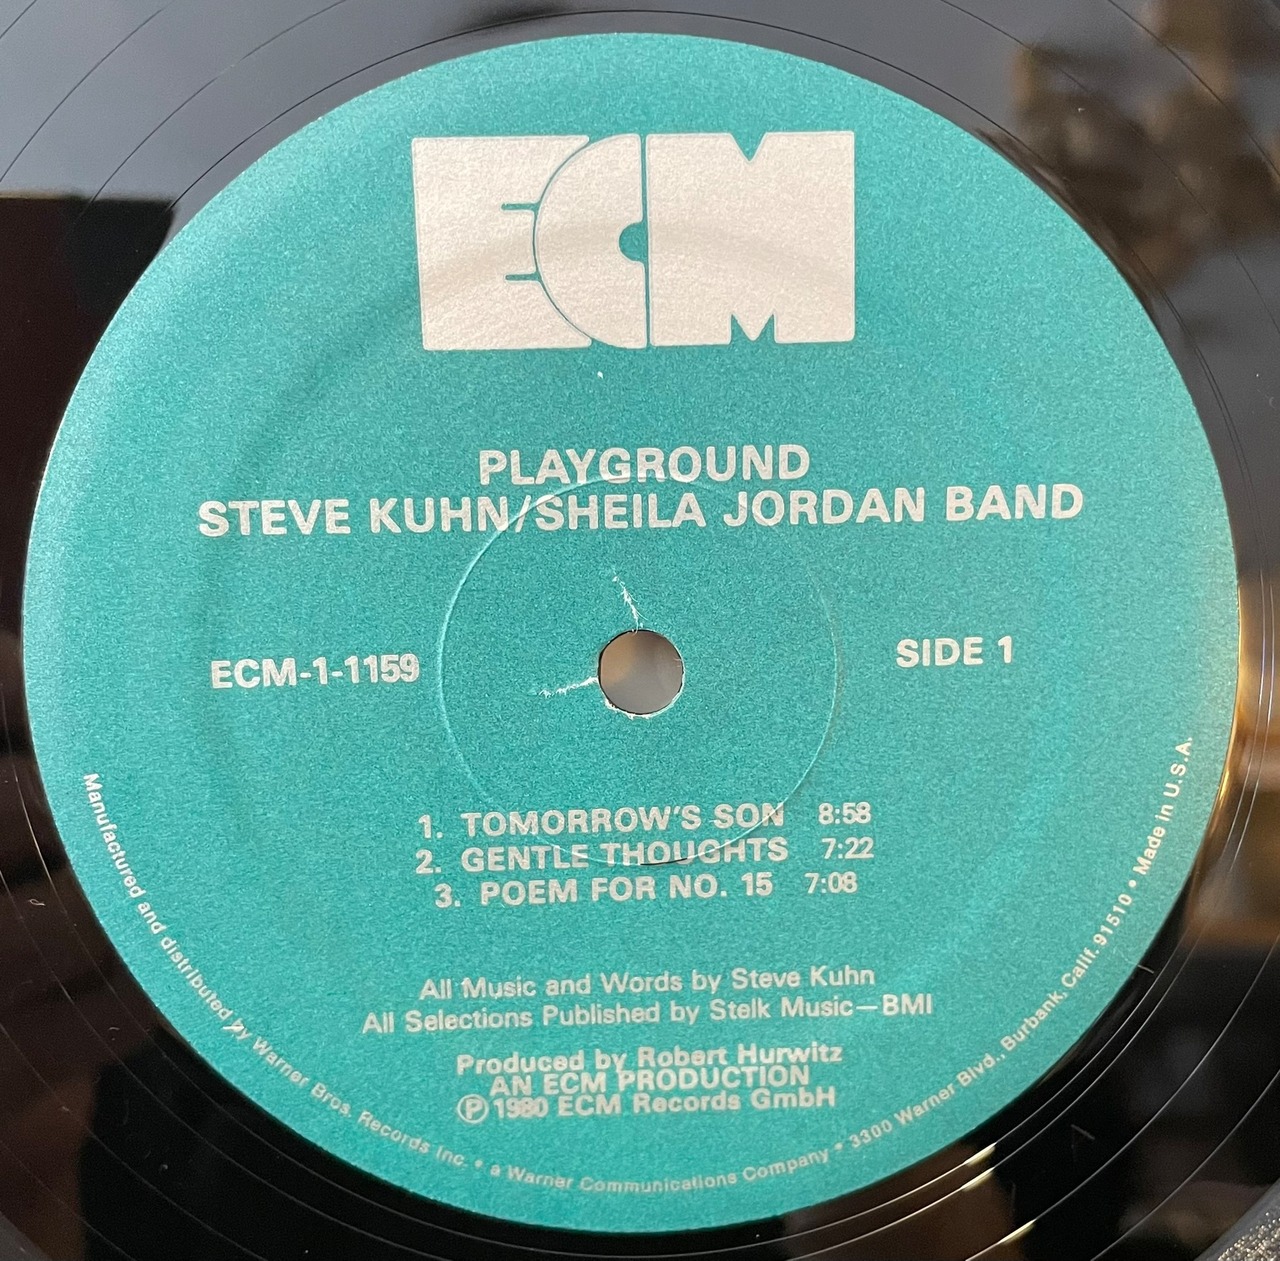 ECM
PLAYGROUND
STEVE KUHN/SHEILA JORDAN BAND
ECM-1-1159
SIDE 1
1. TOMORROW'S SON 8:58
2. GENTLE THOUGHTS 7:22
3. POEM FOR NO. 15 7:08
All Music and Words by Steve Kuhn
All Selections Published by Stelk Music—BMI
Produced by Robert Hurwitz
AN ECM PRODUCTION
℗ 1980 ECM Records GmbH
Manufactured and distributed by Warner Bros. Records Inc. • a Warner Communications Company • 3300 Warner Blvd., Burbank, Calif. 91510 • Made in U.S.A.